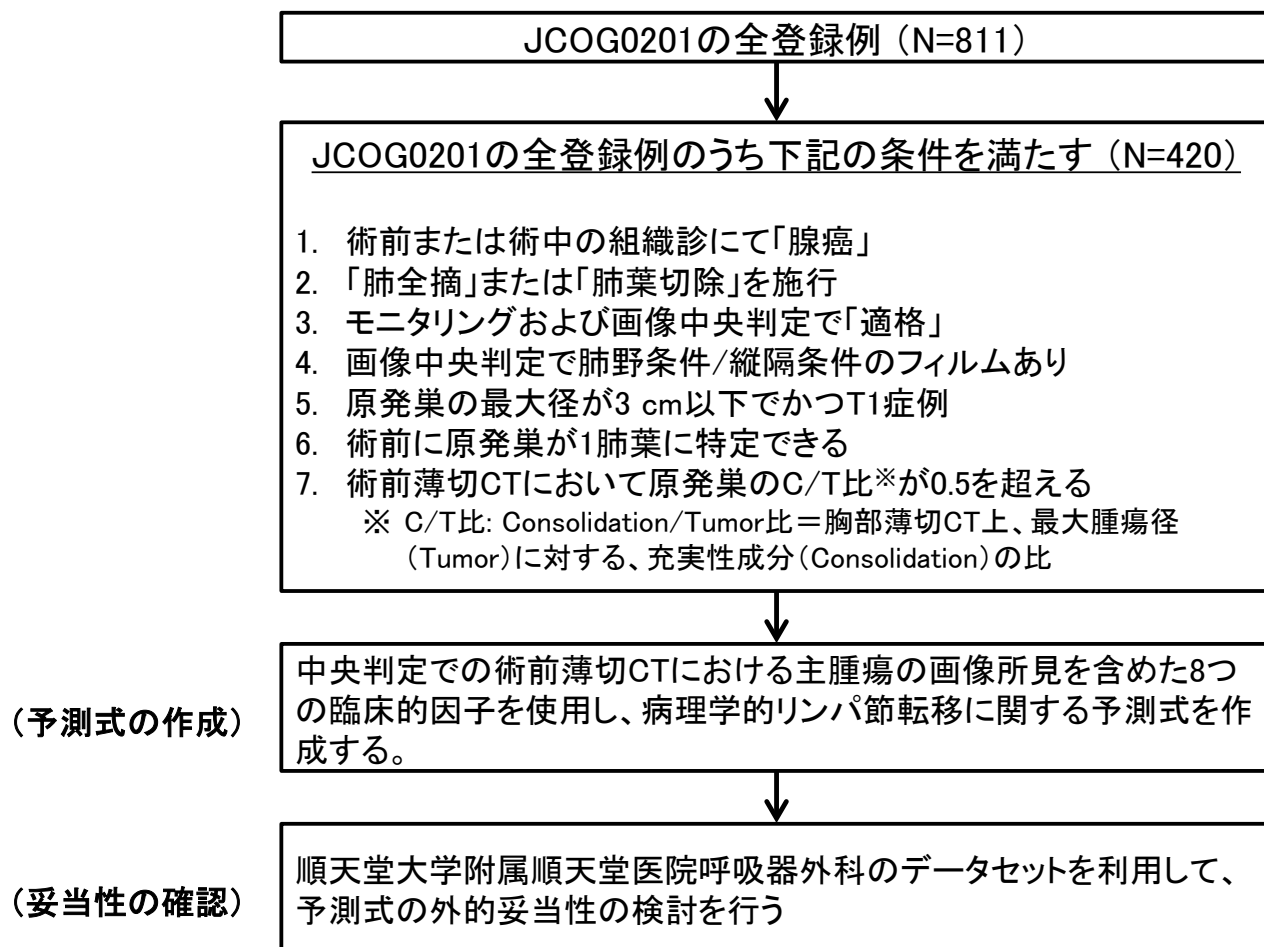 JCOG0201の全登録例（N=811）
JCOG0201の全登録例のうち下記の条件を満たす（N=420）
1. 術前または術中の組織診にて「腺癌」
2. 「肺全摘」または「肺葉切除」を施行
3. モニタリングおよび画像中央判定で「適格」
4. 画像中央判定で肺野条件/縦隔条件のフィルムあり
5. 原発巣の最大径が3 cm以下でかつT1症例
6. 術前に原発巣が1肺葉に特定できる
7. 術前薄切CTにおいて原発巣のC/T比※が0.5を超える
※ C/T比: Consolidation/Tumor比＝胸部薄切CT上、最大腫瘍径
（Tumor）に対する、充実性成分（Consolidation）の比
（予測式の作成）
中央判定での術前薄切CTにおける主腫瘍の画像所見を含めた8つ
の臨床的因子を使用し、病理学的リンパ節転移に関する予測式を作
成する。
（妥当性の確認）
順天堂大学附属順天堂医院呼吸器外科のデータセットを利用して、
予測式の外的妥当性の検討を行う